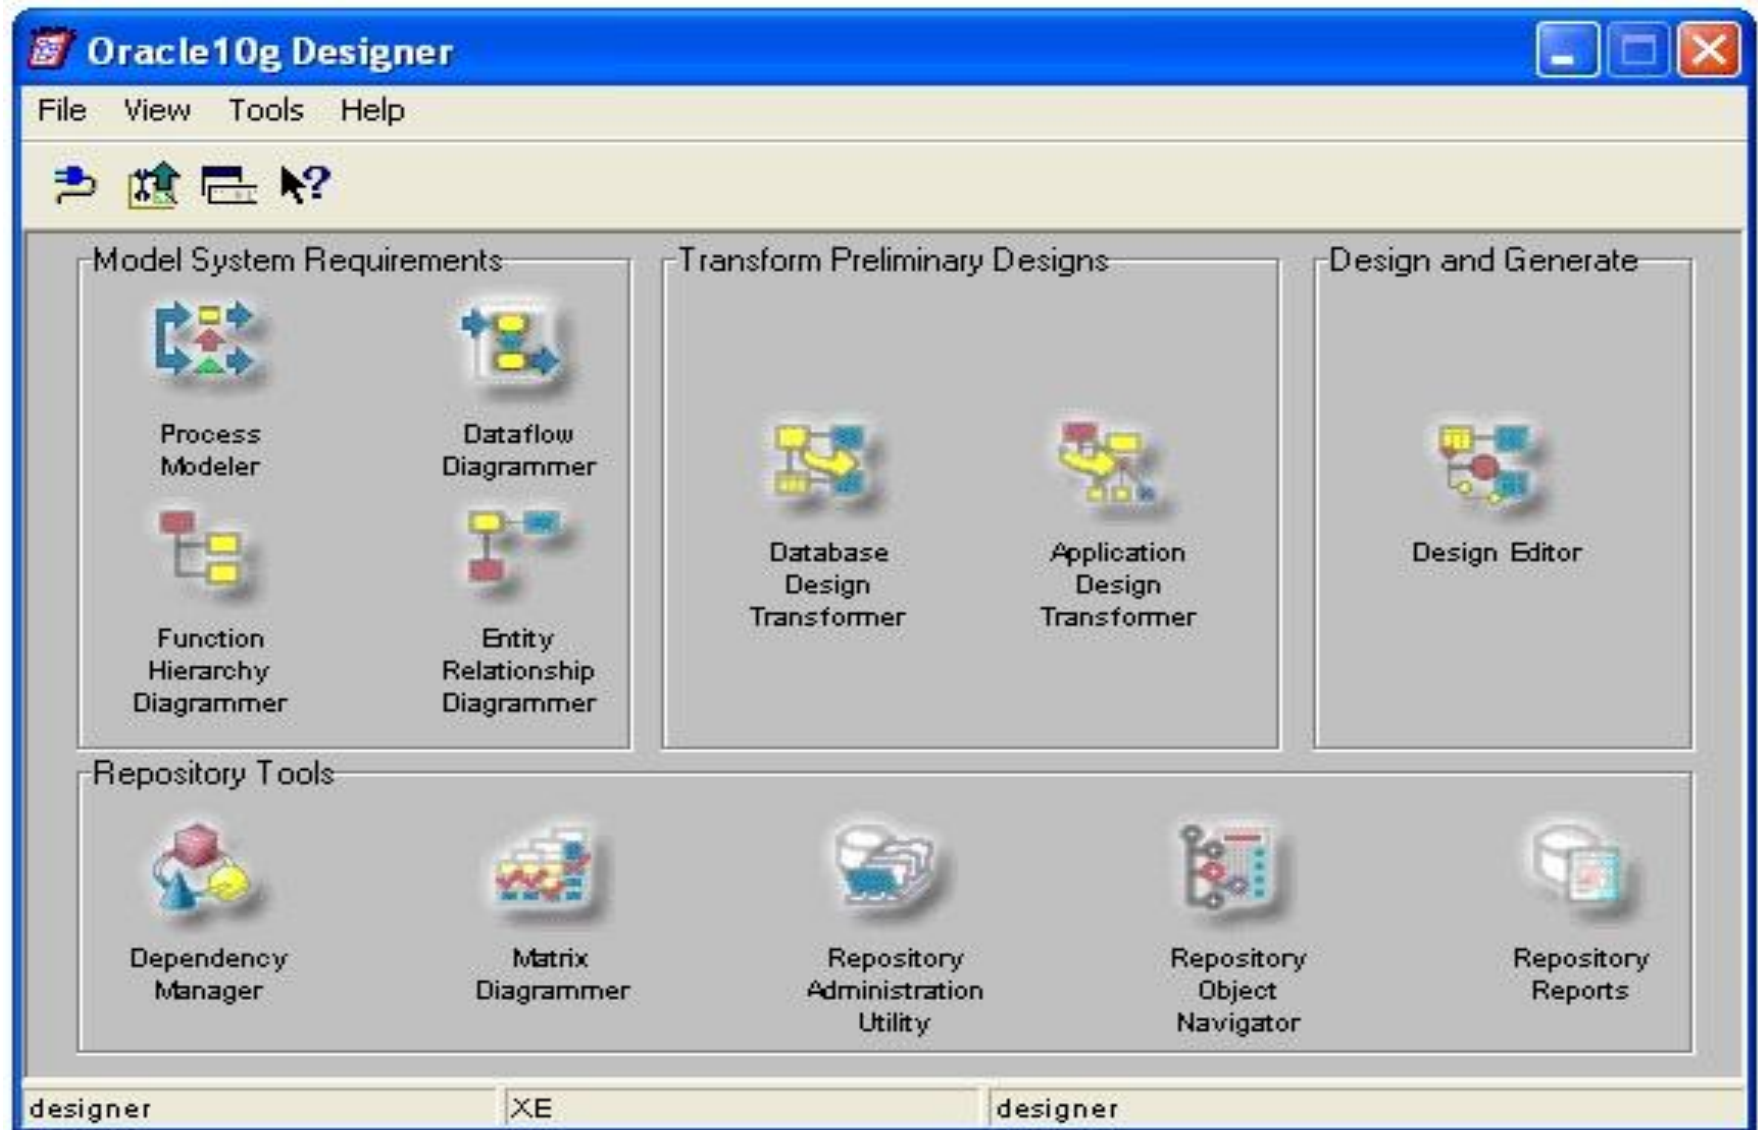 Oracle10g Designer
File View Tools Help
Model System Requirements
Process
Modeler
Dataflow
Diagrammer
Function
Hierarchy
Diagrammer
Entity
Relationship
Diagrammer
Transform Preliminary Designs
Database
Design
Transformer
Application
Design
Transformer
Design and Generate
Design Editor
Repository Tools
Dependency
Manager
Matrix
Diagrammer
Repository
Administration
Utility
Repository
Object
Navigator
Repository
Reports
designer
XE
designer